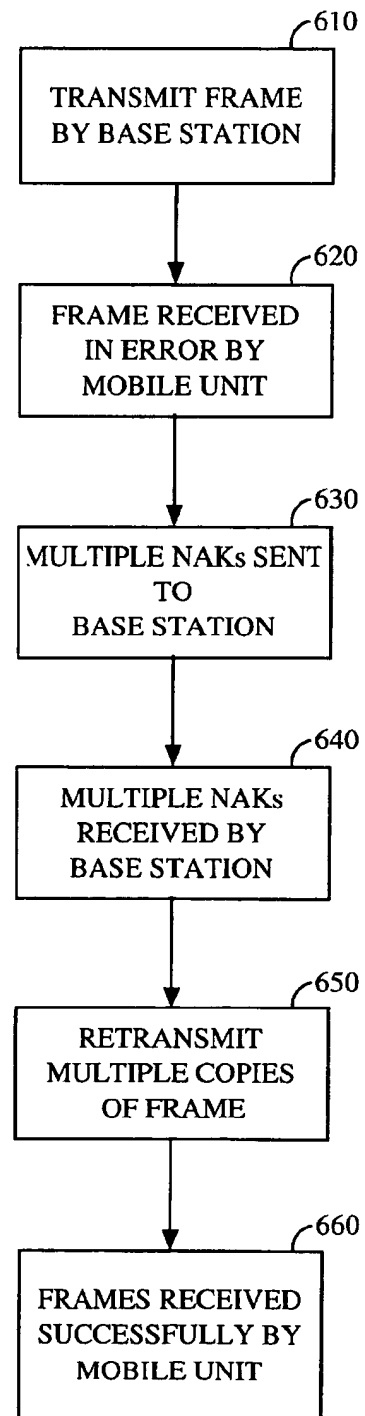 610
TRANSMIT FRAME
BY BASE STATION
620
FRAME RECEIVED
IN ERROR BY
MOBILE UNIT
630
MULTIPLE NAKs SENT
TO
BASE STATION
640
MULTIPLE NAKs
RECEIVED BY
BASE STATION
650
RETRANSMIT
MULTIPLE COPIES
OF FRAME
660
FRAMES RECEIVED
SUCCESSFULLY BY
MOBILE UNIT